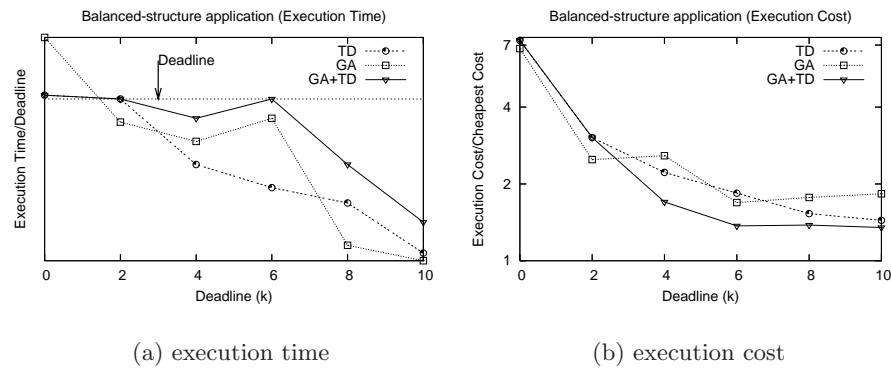 Balanced-structure application (Execution Time)
Execution Time/Deadline
Deadline
TD
GA
GA+TD
0 2 4 6 8 10
Deadline (k)
(a) execution time
Balanced-structure application (Execution Cost)
Execution Cost/Cheapest Cost
7
4
2
1
TD
GA
GA+TD
0 2 4 6 8 10
Deadline (k)
(b) execution cost